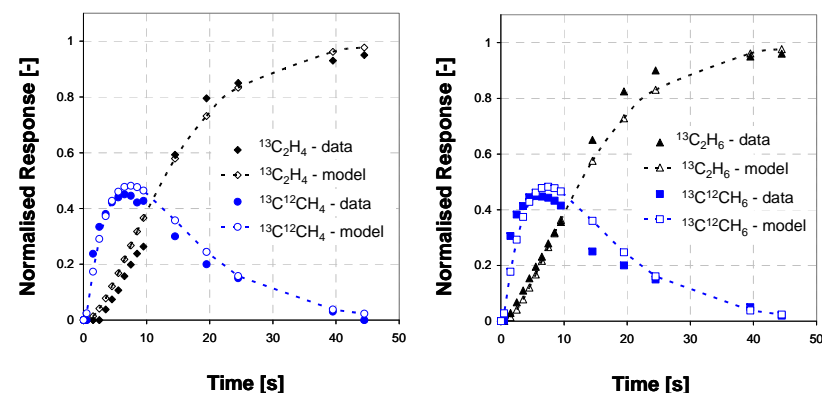 Normalised Response [-]
1
0.8
0.6
0.4
0.2
0
0 10 20 30 40 50
Time [s]
¹³C₂H₄ - data
¹³C₂H₄ - model
¹³C¹²CH₄ - data
¹³C¹²CH₄ - model
Normalised Response [-]
1
0.8
0.6
0.4
0.2
0
0 10 20 30 40 50
Time [s]
¹³C₂H₆ - data
¹³C₂H₆ - model
¹³C¹²CH₆ - data
¹³C¹²CH₆ - model